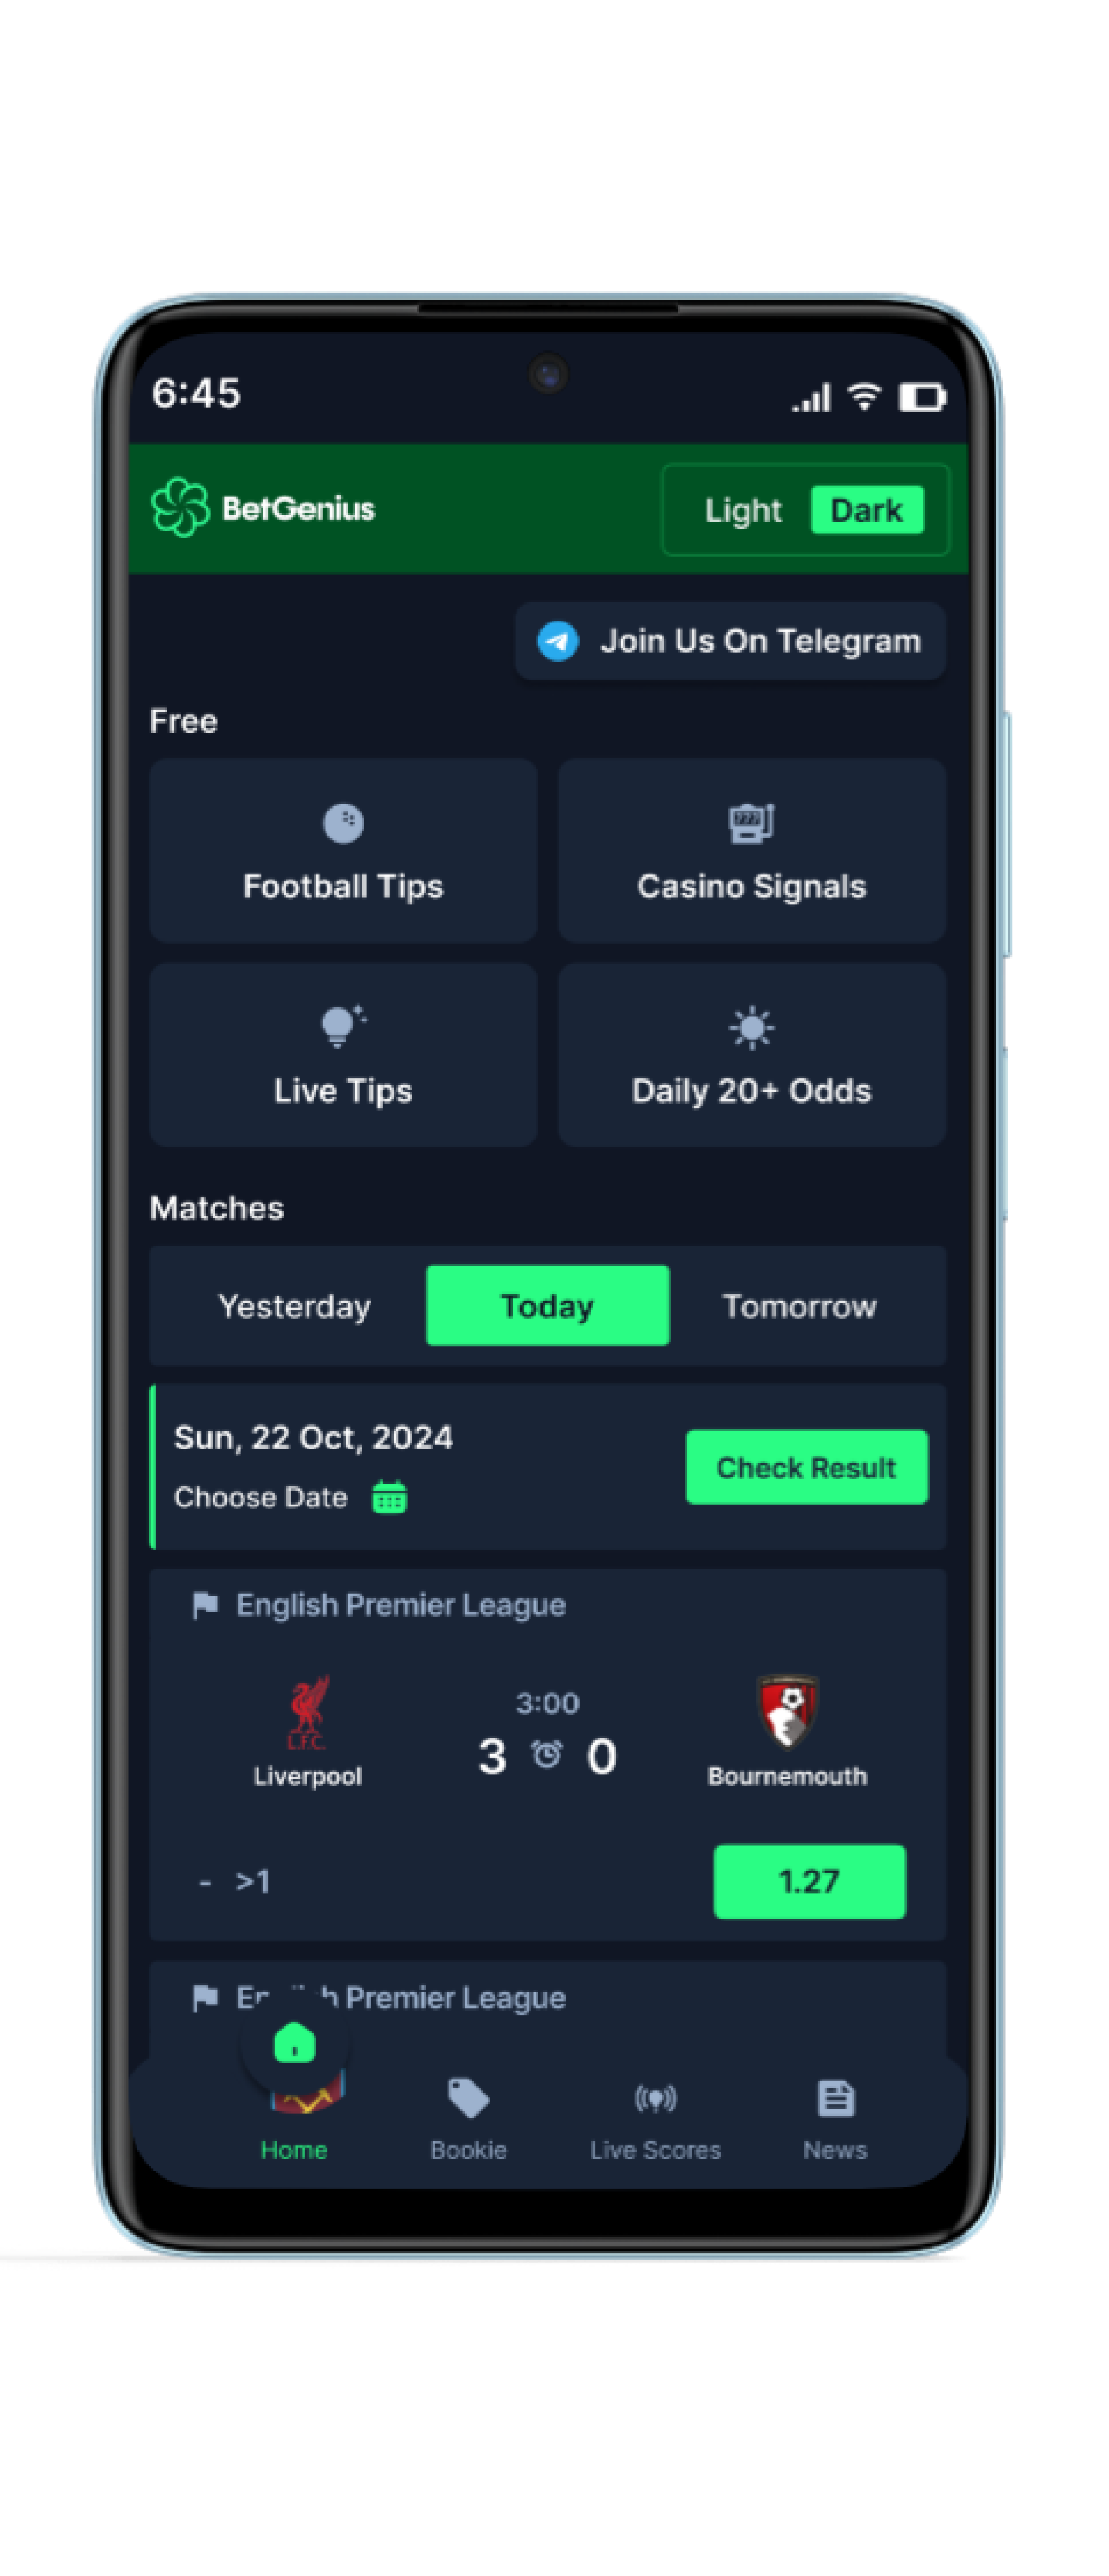 6:45
BetGenius
Light Dark
Join Us On Telegram
Free
Football Tips
Casino Signals
777
Live Tips
Daily 20+ Odds
Matches
Yesterday Today Tomorrow
Sun, 22 Oct, 2024
Choose Date
Check Result
English Premier League
3:00
3 0
L.F.C.
Liverpool
Bournemouth
- >1
1.27
Premier League
Home
Bookie
Live Scores
News